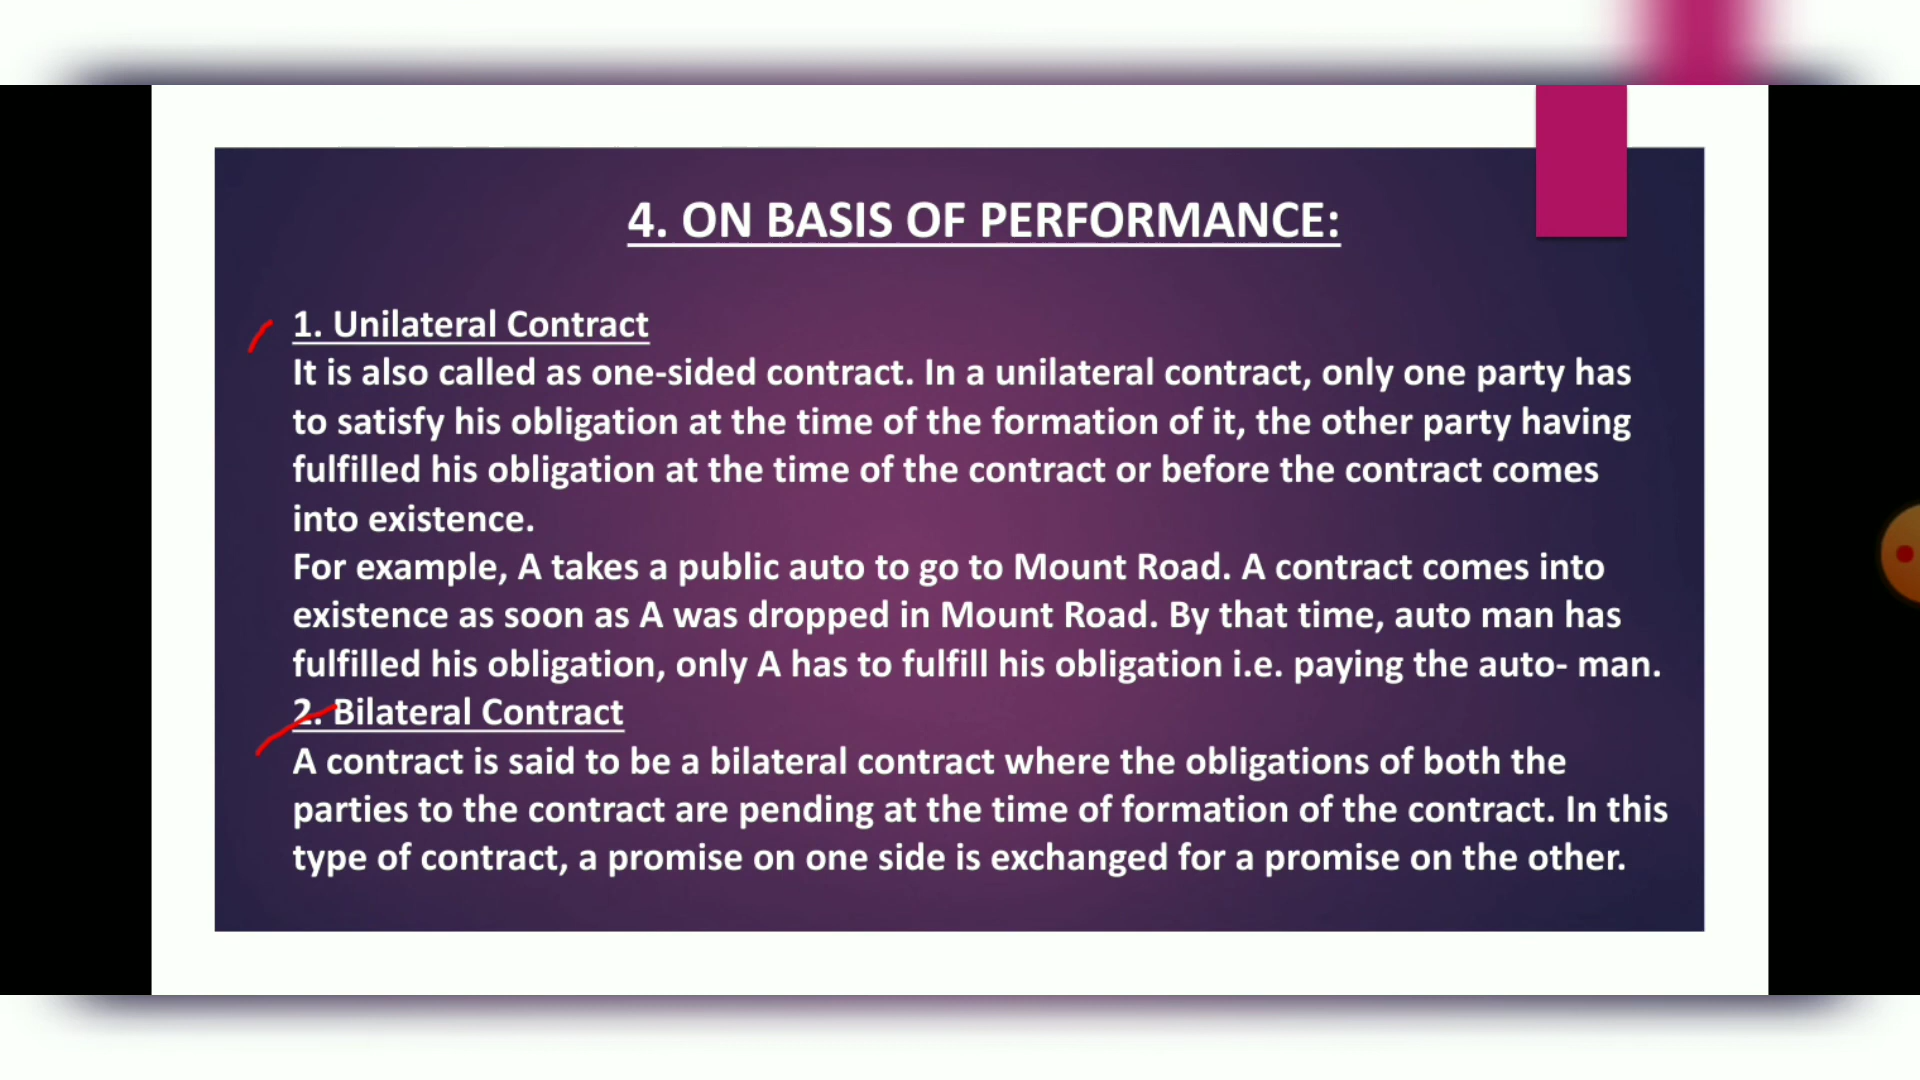 4. ON BASIS OF PERFORMANCE:
1. Unilateral Contract
It is also called as one-sided contract. In a unilateral contract, only one party has
to satisfy his obligation at the time of the formation of it, the other party having
fulfilled his obligation at the time of the contract or before the contract comes
into existence.
For example, A takes a public auto to go to Mount Road. A contract comes into
existence as soon as A was dropped in Mount Road. By that time, auto man has
fulfilled his obligation, only A has to fulfill his obligation i.e. paying the auto- man.
2. Bilateral Contract
A contract is said to be a bilateral contract where the obligations of both the
parties to the contract are pending at the time of formation of the contract. In this
type of contract, a promise on one side is exchanged for a promise on the other.